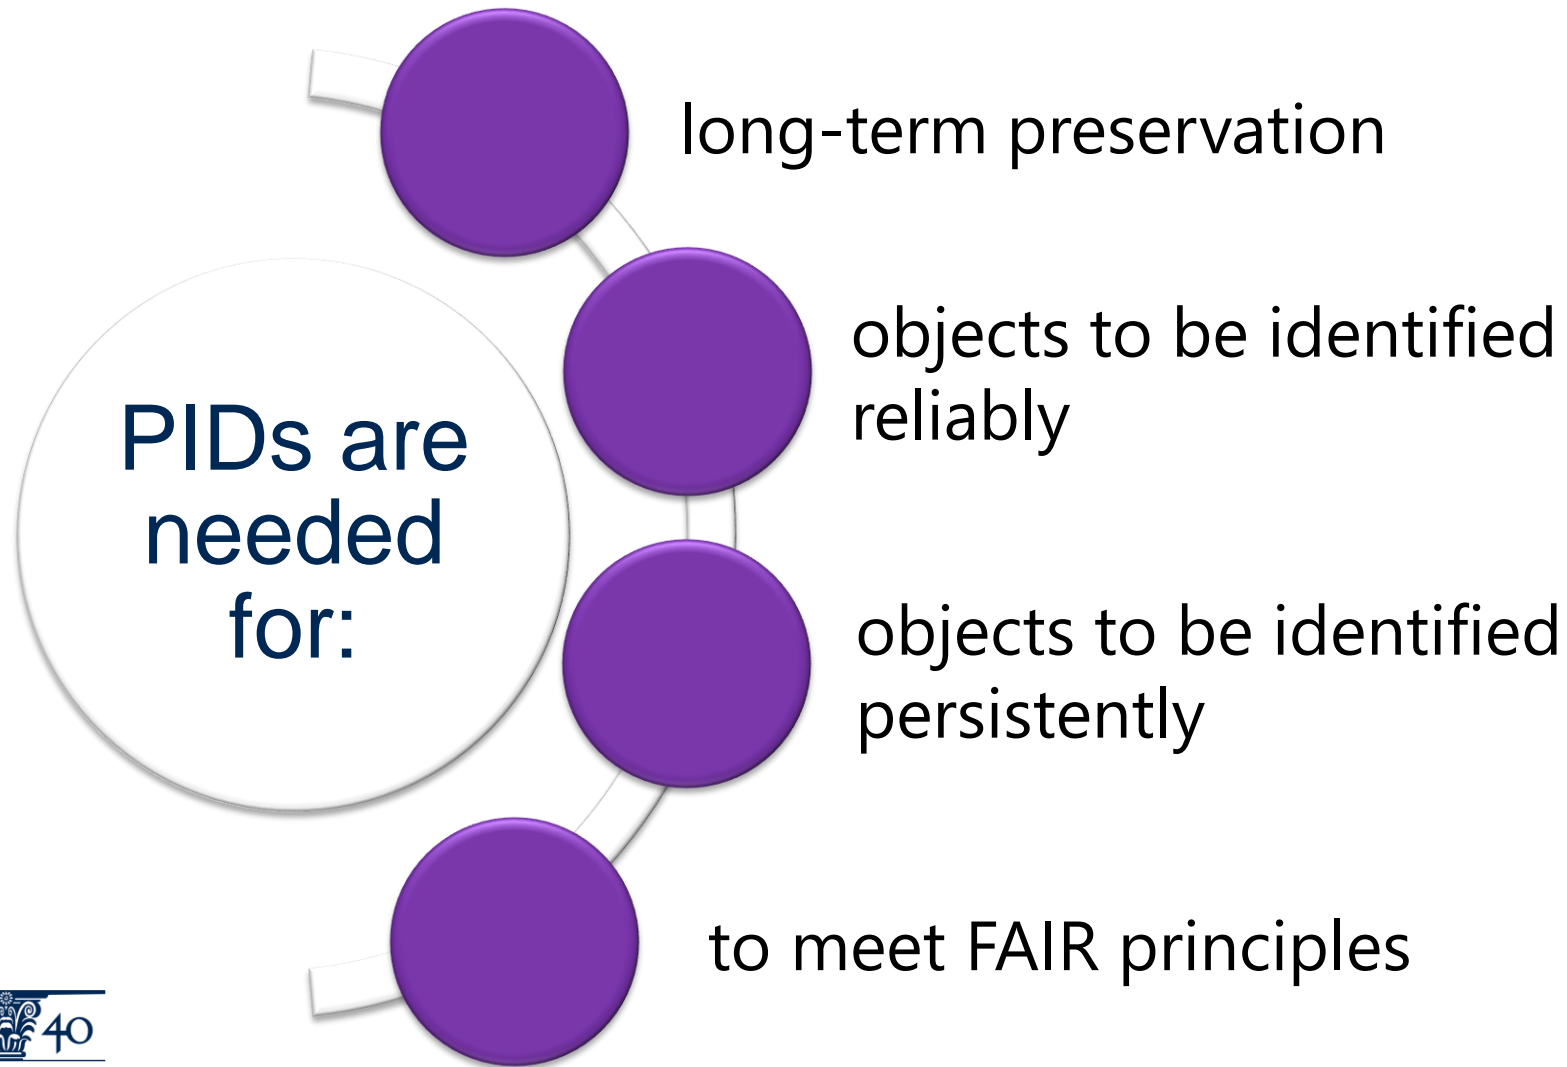 PIDs are
needed
for:
long-term preservation
objects to be identified
reliably
objects to be identified
persistently
to meet FAIR principles
40